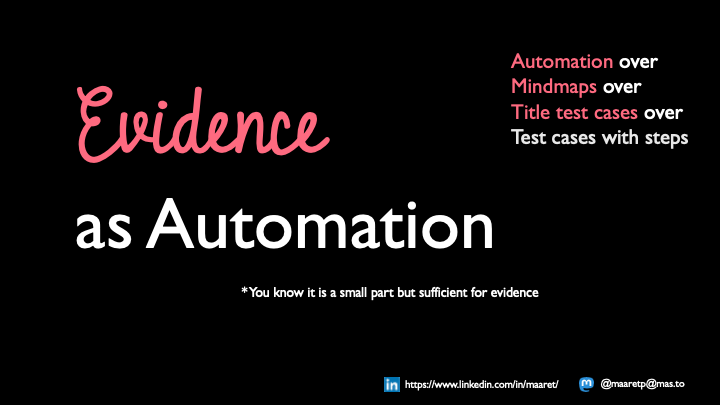 Evidence
as Automation
Automation over
Mindmaps over
Title test cases over
Test cases with steps
* You know it is a small part but sufficient for evidence
https://www.linkedin.com/in/maaret/
@maaretp@mas.to